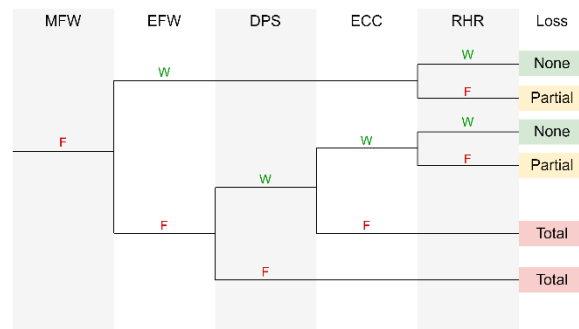 MFW EFW DPS ECC RHR Loss
W W None
F Partial
W None
F W F Partial
W
F F Total
F Total